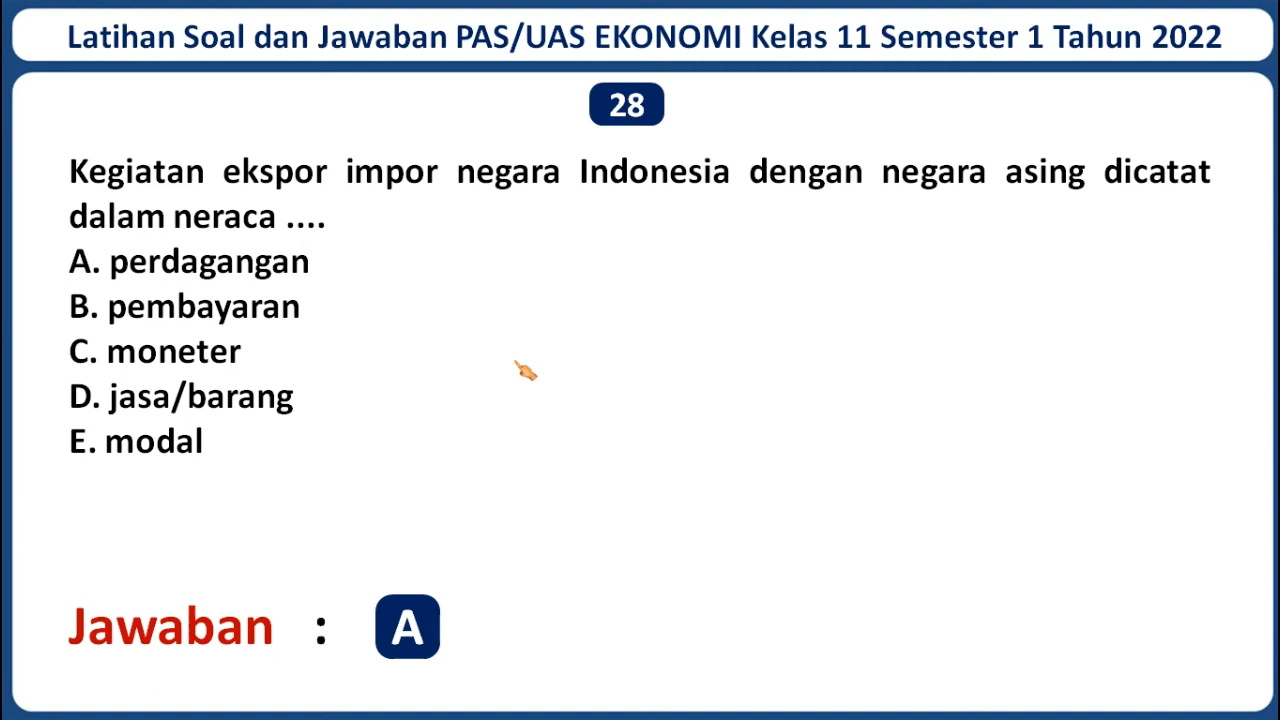 Latihan Soal dan Jawaban PAS/UAS EKONOMI Kelas 11 Semester 1 Tahun 2022
28
Kegiatan ekspor impor negara Indonesia dengan negara asing dicatat
dalam neraca ....
A. perdagangan
B. pembayaran
C. moneter
D. jasa/barang
E. modal
Jawaban : A